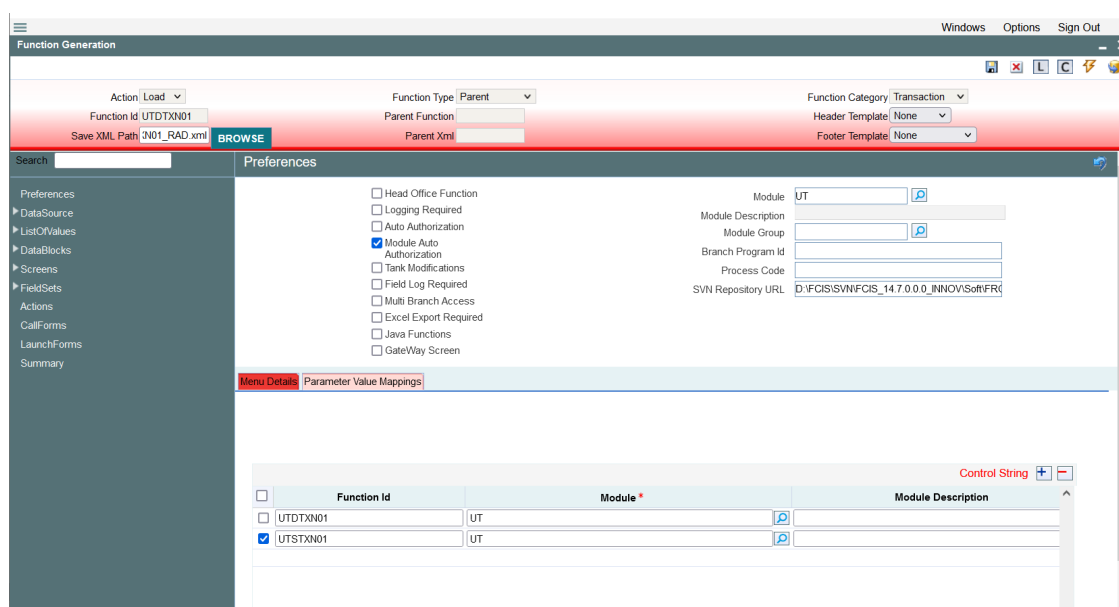 Windows Options Sign Out
Function Generation
L C
Action Load Function Type Parent Function Category Transaction
Function Id UTDTXN01 Parent Function Header Template None
Save XML Path N01_RAD.xml BROWSE Parent Xml Footer Template None
Search Preferences
Preferences
DataSource
ListOfValues
DataBlocks
Screens
FieldSets
Actions
CallForms
LaunchForms
Summary
Head Office Function
Logging Required
Auto Authorization
Module Auto
Authorization
Tank Modifications
Field Log Required
Multi Branch Access
Excel Export Required
Java Functions
GateWay Screen
Module UT
Module Description
Module Group
Branch Program Id
Process Code
SVN Repository URL D:\FCIS\SVN\FCIS_14.7.0.0.0_INNOV\Soft\FRC
Menu Details Parameter Value Mappings
Control String
Function Id Module * Module Description
UTDTXN01 UT
UTSTXN01 UT